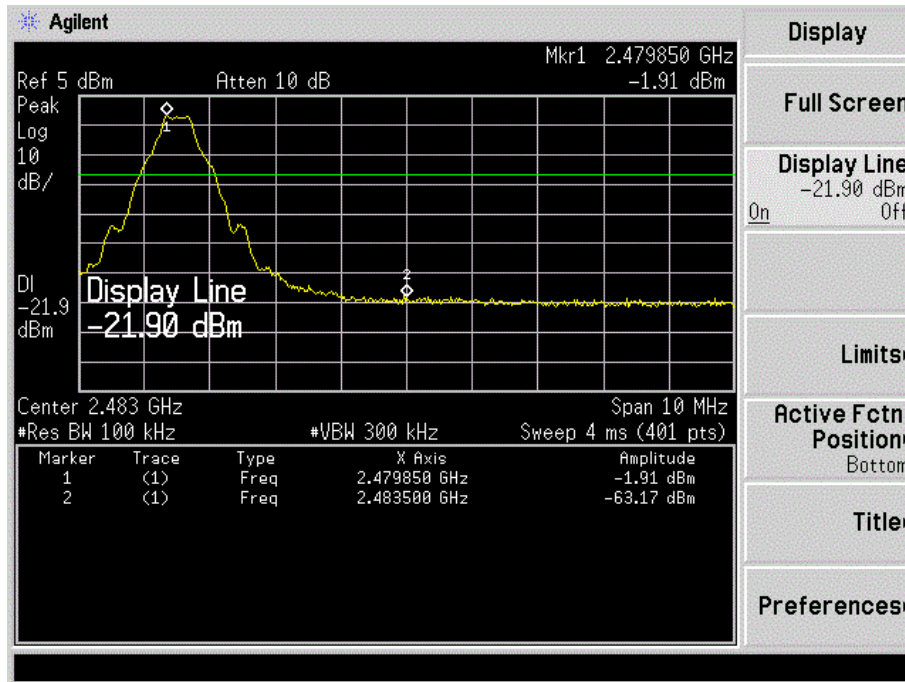 Agilent
Display
Mkr1 2.479850 GHz
Ref 5 dBm Atten 10 dB -1.91 dBm
Peak
Log
10
dB/
1
2
DI
-21.9
dBm
Display Line
-21.90 dBm
Center 2.483 GHz Span 10 MHz
#Res BW 100 kHz #VBW 300 kHz Sweep 4 ms (401 pts)
Marker Trace Type X Axis Amplitude
1 (1) Freq 2.479850 GHz -1.91 dBm
2 (1) Freq 2.483500 GHz -63.17 dBm
Full Screen
Display Line
-21.90 dBm
On Off
Limits
Active Fctn
Position
Bottom
Title
Preferences